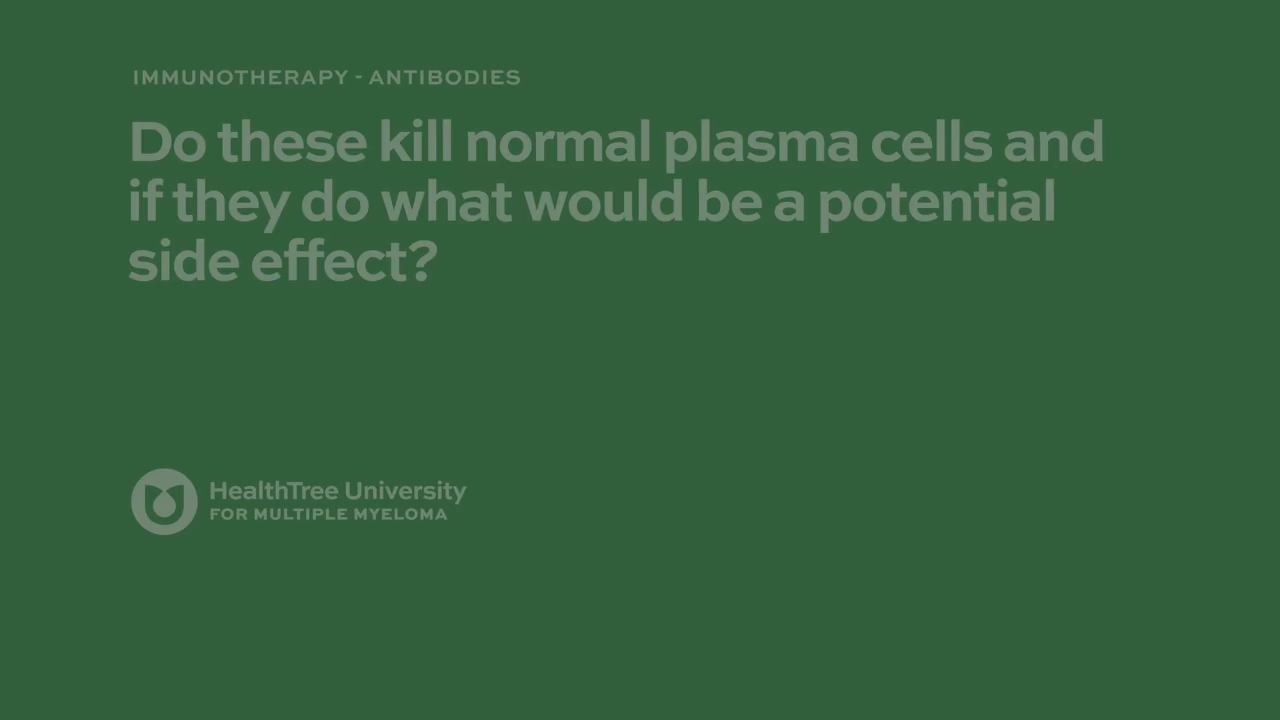 IMMUNOTHERAPY - ANTIBODIES
Do these kill normal plasma cells and
if they do what would be a potential
side effect?
HealthTree University
FOR MULTIPLE MYELOMA